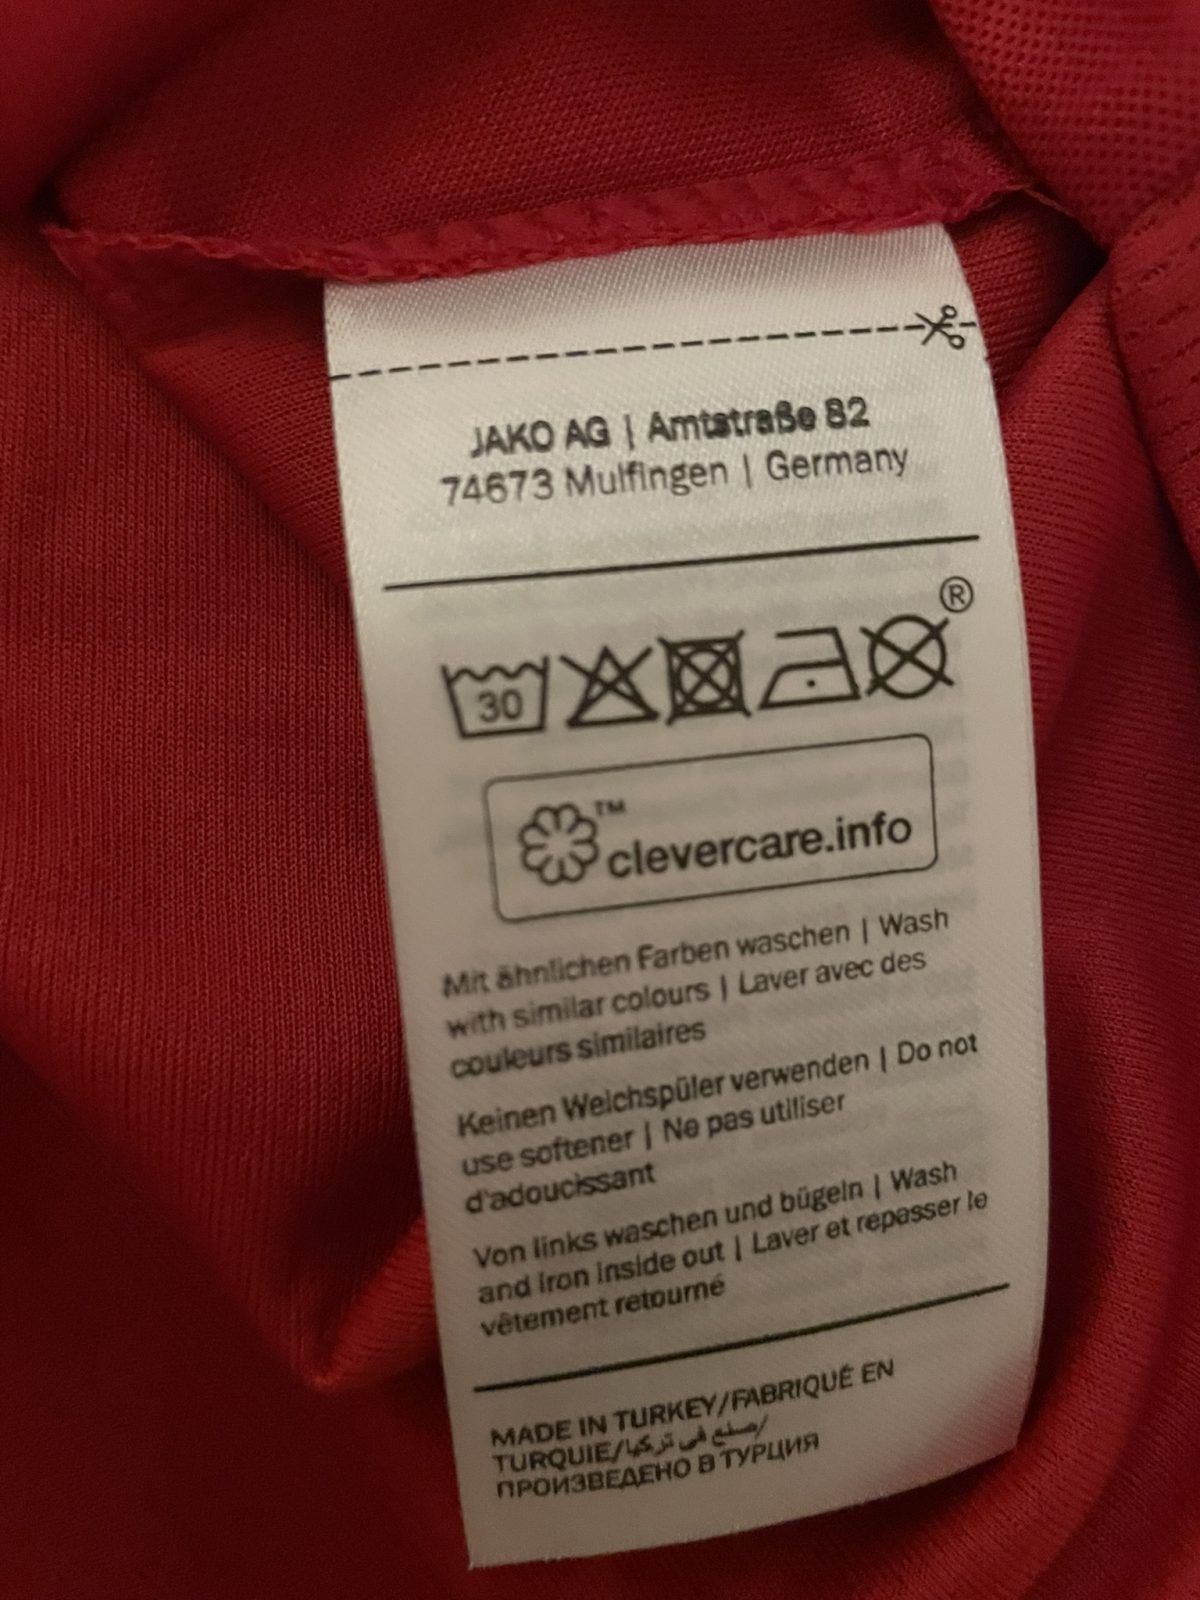 JAKO AG | Amtstraße 82
74673 Mulfingen | Germany
®
30
™
clevercare.info
Mit ähnlichen Farben waschen | Wash
with similar colours | Laver avec des
couleurs similaires
Keinen Weichspüler verwenden | Do not
use softener | Ne pas utiliser
d'adoucissant
Von links waschen und bügeln | Wash
and iron inside out | Laver et repasser le
vêtement retourné
MADE IN TURKEY/FABRIQUÉ EN
TURQUIE/صنع في تركيا/
ПРОИЗВЕДЕНО В ТУРЦИЯ